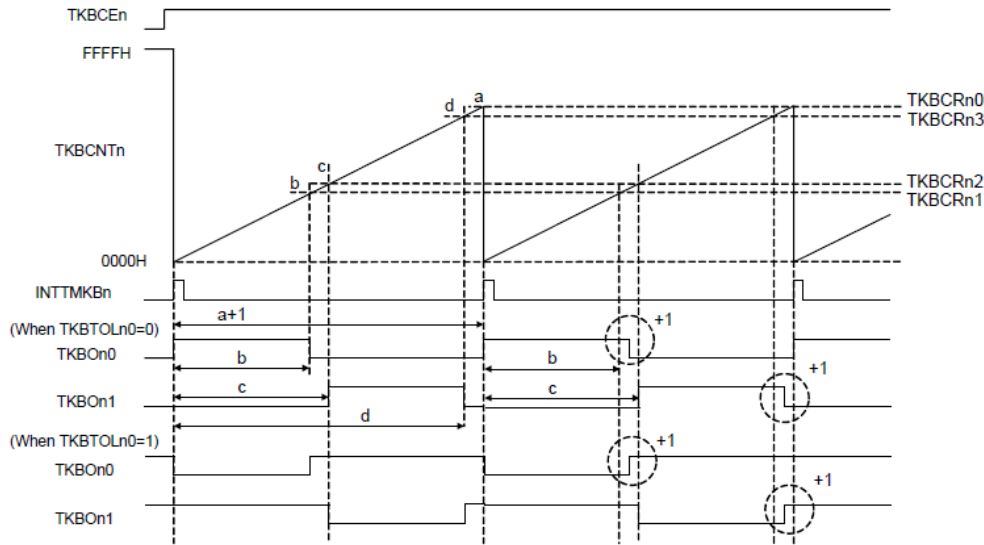 TKBCEn
FFFFH
a
d
TKBCRn0
TKBCRn3
TKBCNTn
c
b
TKBCRn2
TKBCRn1
0000H
INTTMKBn
a+1
(When TKBTOLn0=0)
+1
TKBOn0
b
b
+1
TKBOn1
c
c
d
(When TKBTOLn0=1)
+1
TKBOn0
+1
TKBOn1